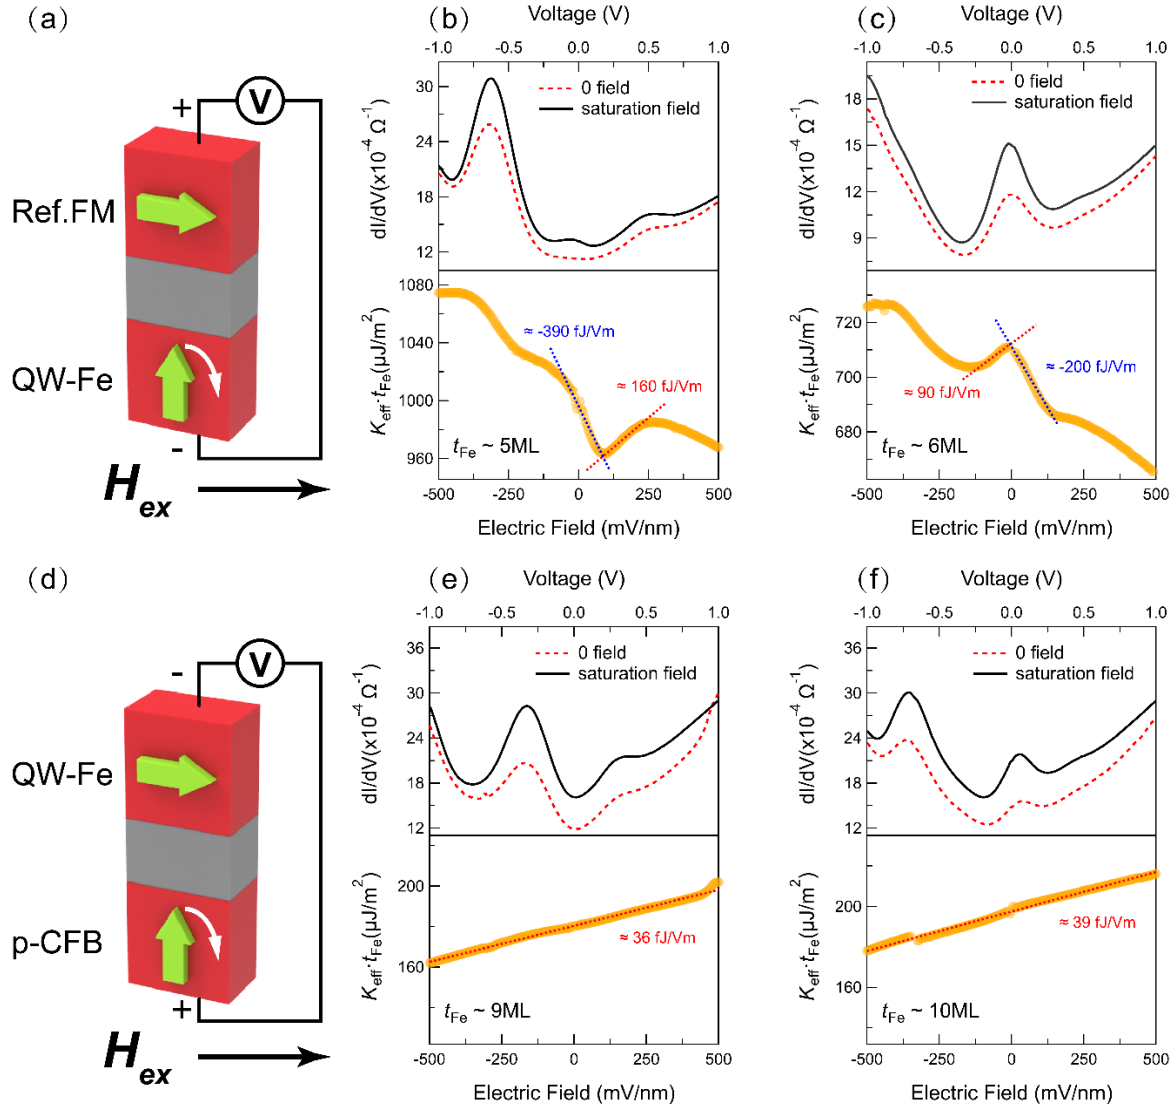 (a)
+
V
Ref.FM
QW-Fe
-
Hex
(b)
Voltage (V)
-1.0 -0.5 0.0 0.5 1.0
0 field
saturation field
30
24
18
12
dI/dV(x10⁻⁴ Ω⁻¹)
1080
1040
1000
960
Keff·tFe(μJ/m²)
≈ -390 fJ/Vm
≈ 160 fJ/Vm
tFe ~ 5ML
-500 -250 0 250 500
Electric Field (mV/nm)
(c)
Voltage (V)
-1.0 -0.5 0.0 0.5 1.0
0 field
saturation field
18
15
12
9
dI/dV(x10⁻⁴ Ω⁻¹)
720
700
680
Keff·tFe(μJ/m²)
≈ 90 fJ/Vm
≈ -200 fJ/Vm
tFe ~ 6ML
-500 -250 0 250 500
Electric Field (mV/nm)
(d)
-
V
QW-Fe
p-CFB
+
Hex
(e)
Voltage (V)
-1.0 -0.5 0.0 0.5 1.0
0 field
saturation field
36
30
24
18
12
dI/dV(x10⁻⁴ Ω⁻¹)
200
160
Keff·tFe(μJ/m²)
≈ 36 fJ/Vm
tFe ~ 9ML
-500 -250 0 250 500
Electric Field (mV/nm)
(f)
Voltage (V)
-1.0 -0.5 0.0 0.5 1.0
0 field
saturation field
36
30
24
18
12
dI/dV(x10⁻⁴ Ω⁻¹)
200
160
Keff·tFe(μJ/m²)
≈ 39 fJ/Vm
tFe ~ 10ML
-500 -250 0 250 500
Electric Field (mV/nm)